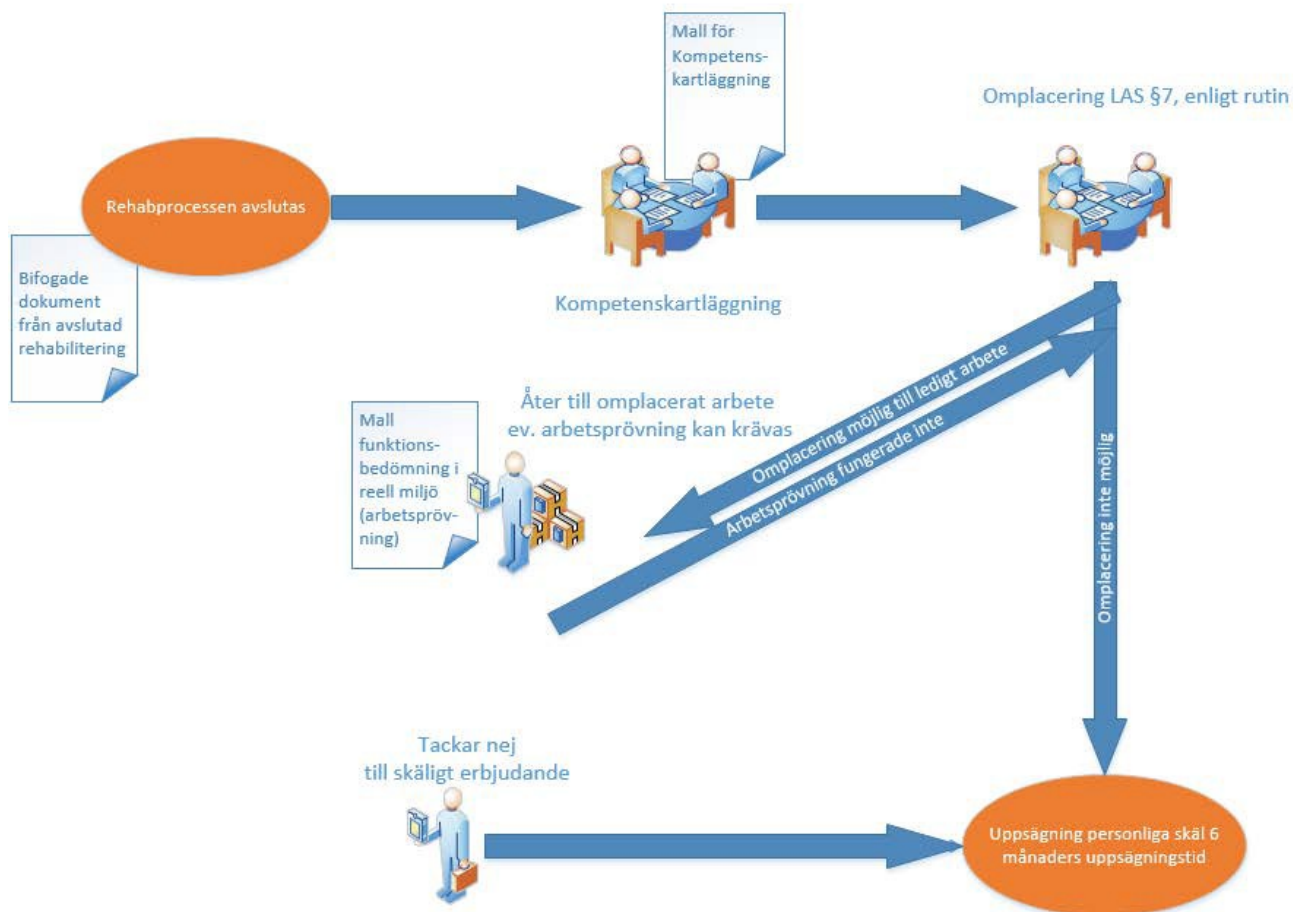 Mall för
Kompetens-
kartläggning
Omplacering LAS §7, enligt rutin
Rehabprocessen avslutas
Bifogade
dokument
från avslutad
rehabilitering
Kompetenskartläggning
Åter till omplacerat arbete
ev. arbetsprövning kan krävas
Mall
funktions-
bedömning i
reell miljö
(arbetspröv-
ning)
Omplacering möjlig till ledigt arbete
Arbetsprövning fungerade inte
Omplacering inte möjlig
Tackar nej
till skäligt erbjudande
Uppsägning personliga skäl 6
månaders uppsägningstid